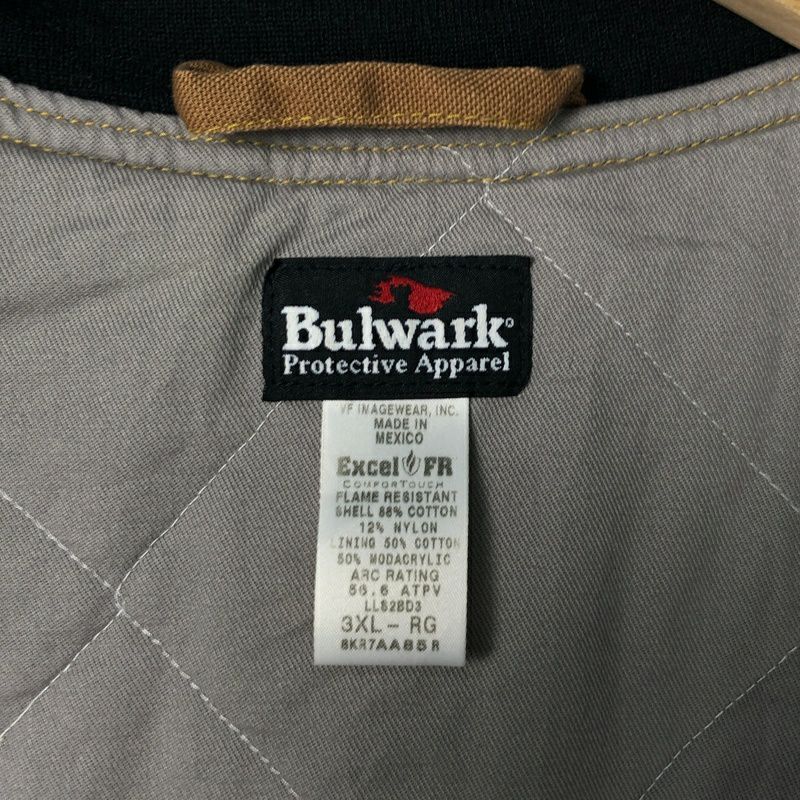 Bulwark®
Protective Apparel
VF IMAGEWEAR, INC.
MADE IN
MEXICO
Excel FR
COMFORTOUCH
FLAME RESISTANT
SHELL 88% COTTON
12% NYLON
LINING 50% COTTON
50% MODACRYLIC
ARC RATING
56.6 ATPV
LLS2BD3
3XL - RG